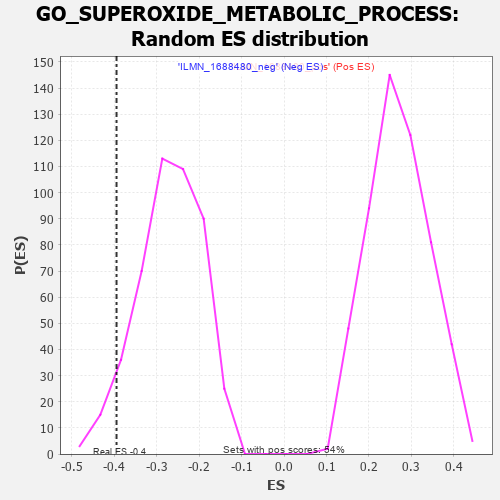 GO_SUPEROXIDE_METABOLIC_PROCESS:
Random ES distribution
'ILMN_1688480_neg' (Neg ES)s' (Pos ES)
150
140
130
120
110
100
90
80
70
60
50
40
30
20
10
0
P(ES)
Real ES -0.4
Sets with pos scores: 54%
-0.5 -0.4 -0.3 -0.2 -0.1 0.0 0.1 0.2 0.3 0.4
ES